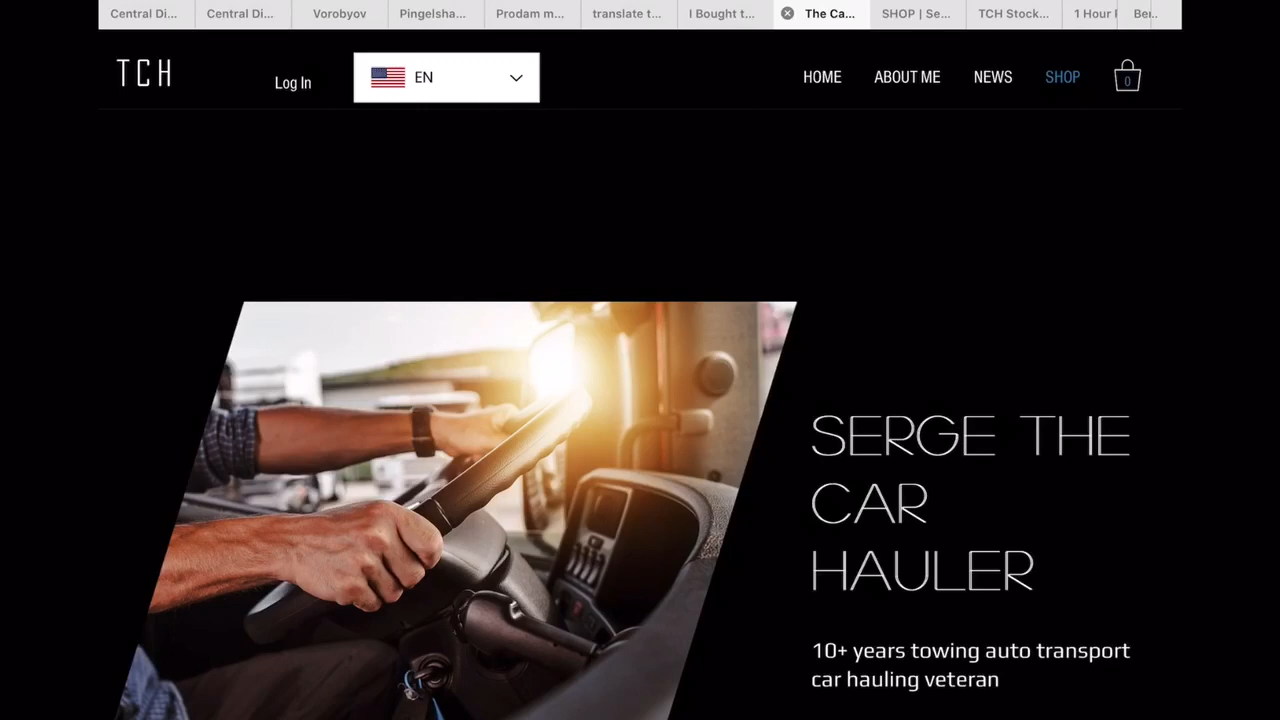 Central Di...
Central Di...
Vorobyov
Pingelsha...
Prodam m...
translate t...
I Bought t...
The Ca...
SHOP | Se...
TCH Stock...
1 Hour
TCH
Log In
EN
HOME
ABOUT ME
NEWS
SHOP
0
SERGE THE
CAR
HAULER
10+ years towing auto transport
car hauling veteran